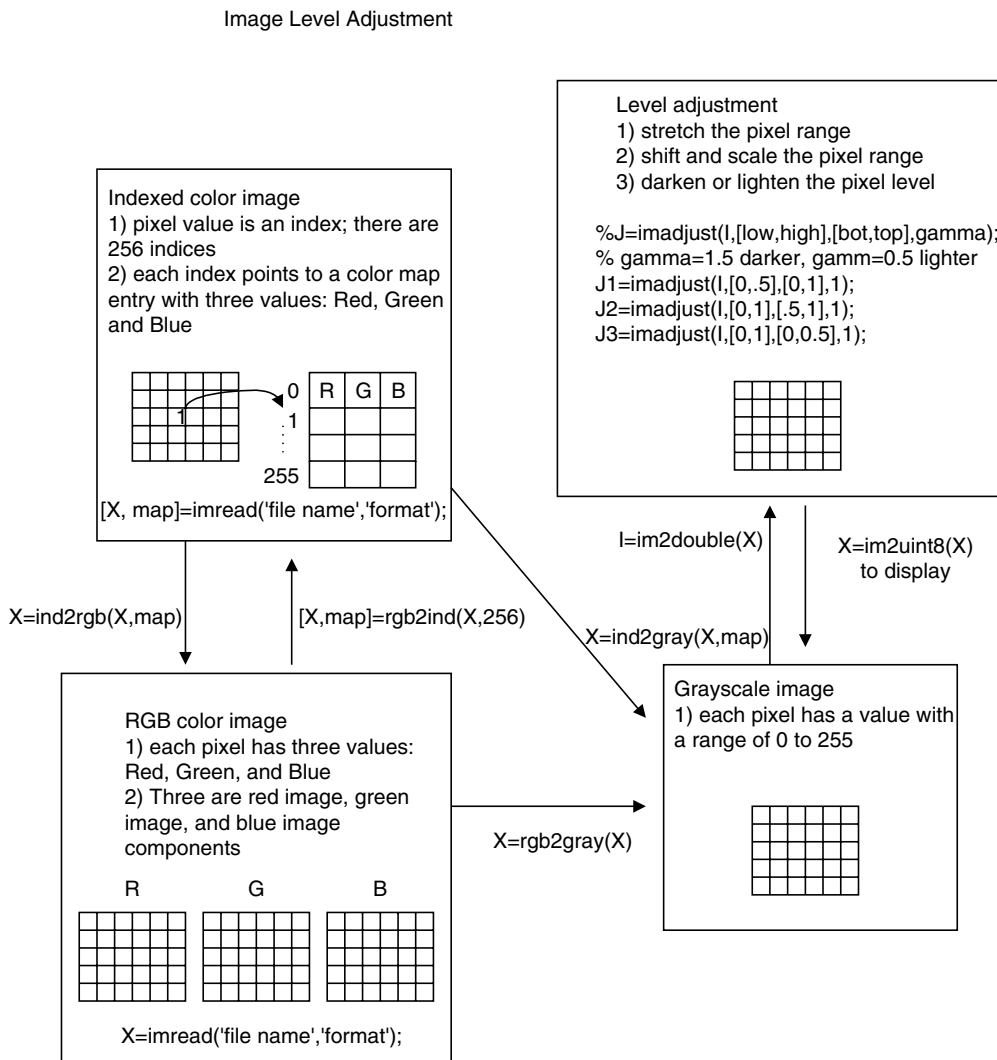 Image Level Adjustment
Level adjustment
1) stretch the pixel range
2) shift and scale the pixel range
3) darken or lighten the pixel level
%J=imadjust(I,[low,high],[bot,top],gamma);
% gamma=1.5 darker, gamm=0.5 lighter
J1=imadjust(I,[0,.5],[0,1],1);
J2=imadjust(I,[0,1],[.5,1],1);
J3=imadjust(I,[0,1],[0,0.5],1);
Indexed color image
1) pixel value is an index; there are
256 indices
2) each index points to a color map
entry with three values: Red, Green
and Blue
0 R G B
1 1
255
[X, map]=imread('file name','format');
I=im2double(X)
X=im2uint8(X)
to display
X=ind2rgb(X,map)
[X,map]=rgb2ind(X,256)
X=ind2gray(X,map)
RGB color image
1) each pixel has three values:
Red, Green, and Blue
2) Three are red image, green
image, and blue image
components
R G B
X=imread('file name','format');
X=rgb2gray(X)
Grayscale image
1) each pixel has a value with
a range of 0 to 255